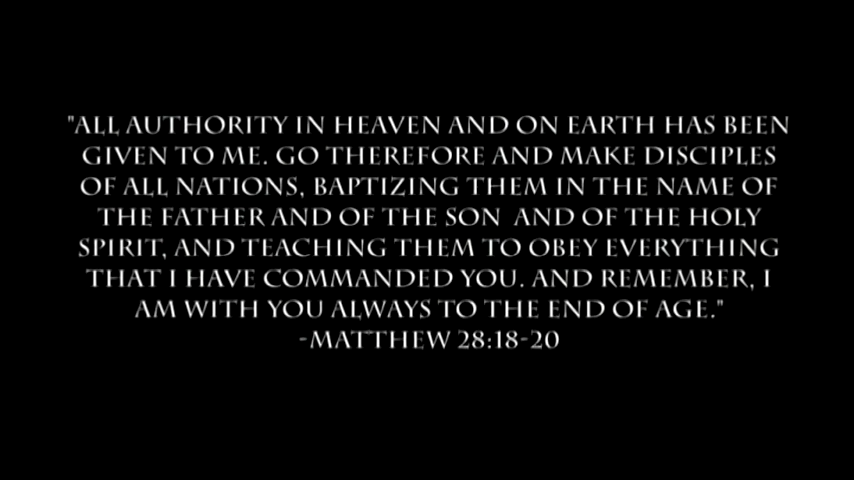 "ALL AUTHORITY IN HEAVEN AND ON EARTH HAS BEEN
GIVEN TO ME. GO THEREFORE AND MAKE DISCIPLES
OF ALL NATIONS, BAPTIZING THEM IN THE NAME OF
THE FATHER AND OF THE SON AND OF THE HOLY
SPIRIT, AND TEACHING THEM TO OBEY EVERYTHING
THAT I HAVE COMMANDED YOU. AND REMEMBER, I
AM WITH YOU ALWAYS TO THE END OF AGE."
-MATTHEW 28:18-20